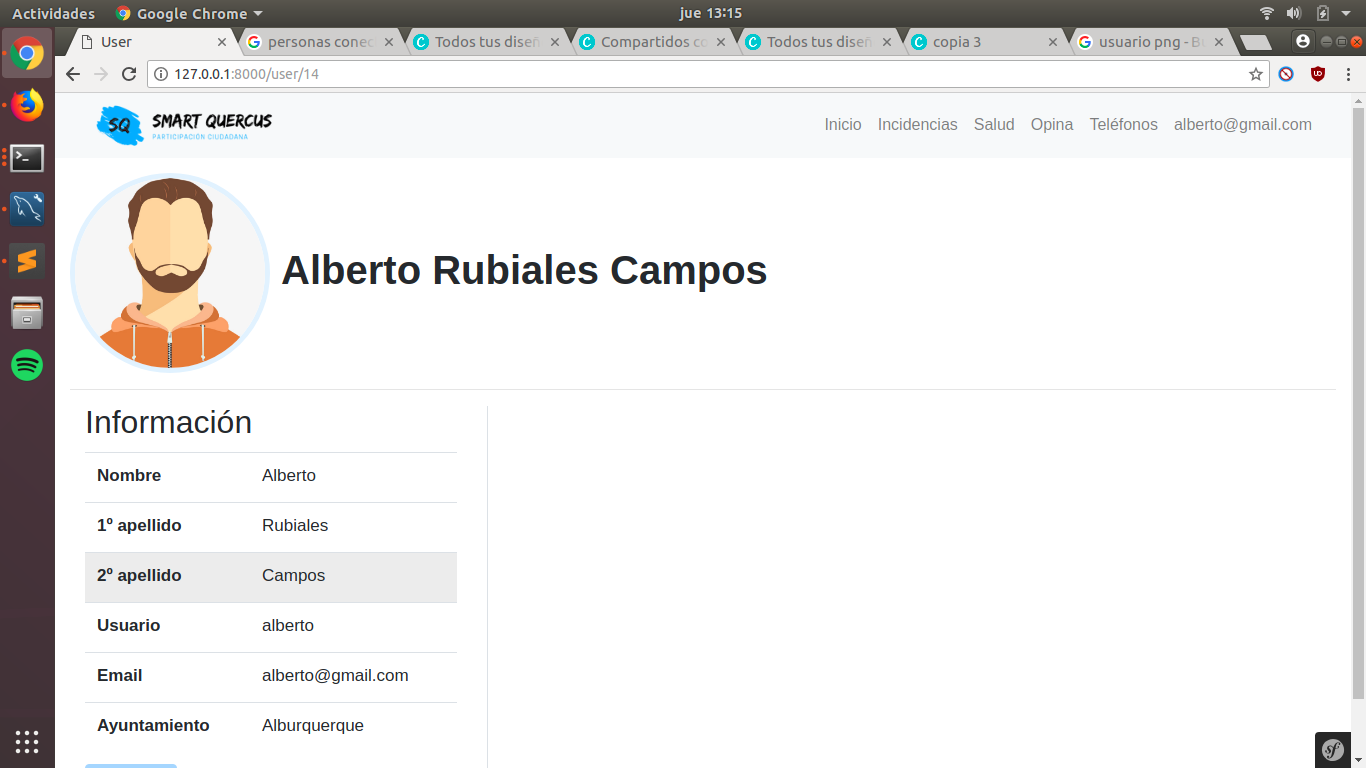 Actividades Google Chrome jue 13:15
User personas conec Todos tus diseñ Compartidos co Todos tus diseñ copia 3 usuario png - Bu
127.0.0.1:8000/user/14
SQ SMART QUERCUS
PARTICIPACIÓN CIUDADANA
Inicio Incidencias Salud Opina Teléfonos alberto@gmail.com
Alberto Rubiales Campos
Información
Nombre Alberto
1º apellido Rubiales
2º apellido Campos
Usuario alberto
Email alberto@gmail.com
Ayuntamiento Alburquerque
sf